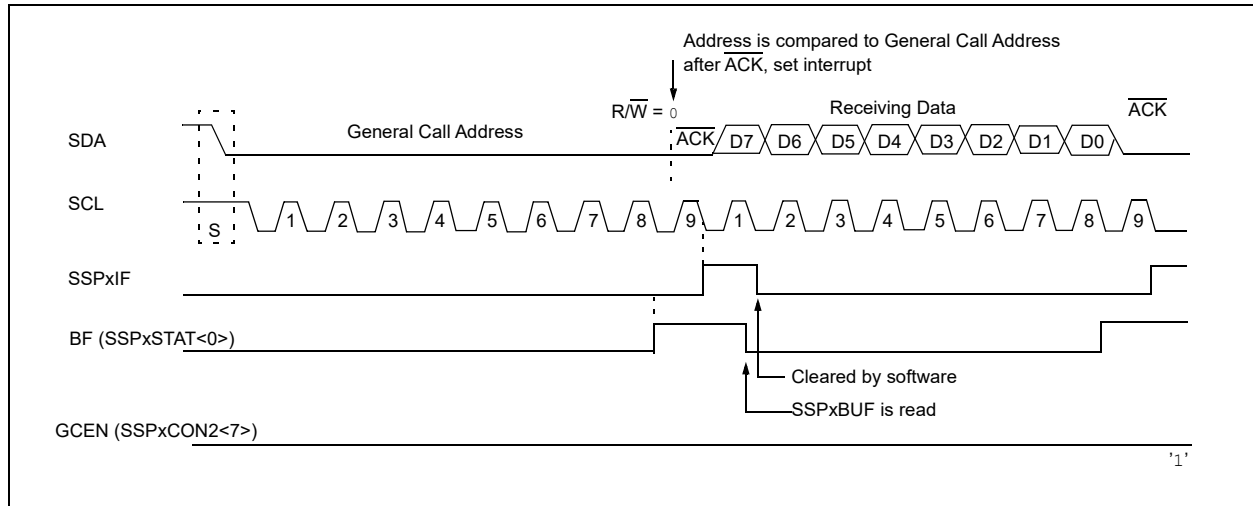 Address is compared to General Call Address
after ACK, set interrupt
R/W = 0
Receiving Data
ACK
SDA
General Call Address
ACK
D7 D6 D5 D4 D3 D2 D1 D0
SCL
S
1 2 3 4 5 6 7 8 9 1 2 3 4 5 6 7 8 9
SSPxIF
BF (SSPxSTAT<0>)
Cleared by software
SSPxBUF is read
GCEN (SSPxCON2<7>)
'1'